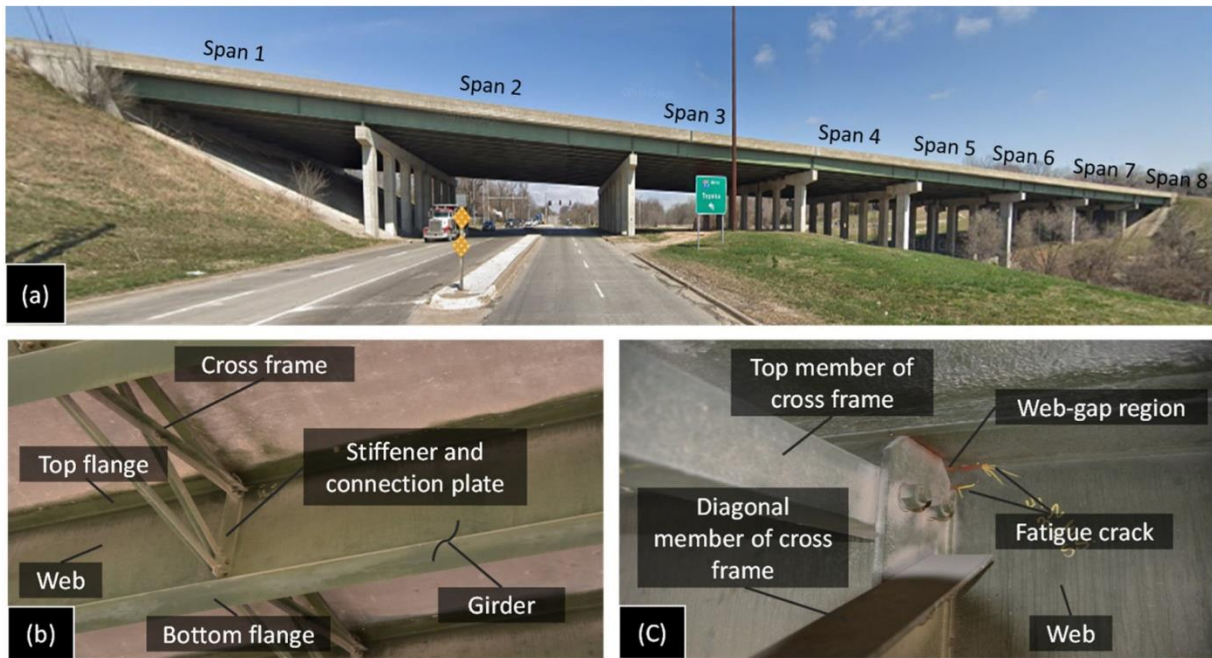 Span 1
Span 2
Span 3
Span 4
Span 5
Span 6
Span 7
Span 8
Topeka
(a)
Cross frame
Top flange
Stiffener and
connection plate
Web
Girder
Bottom flange
(b)
Top member of
cross frame
Web-gap region
Diagonal
member of cross
frame
Fatigue crack
Web
(C)